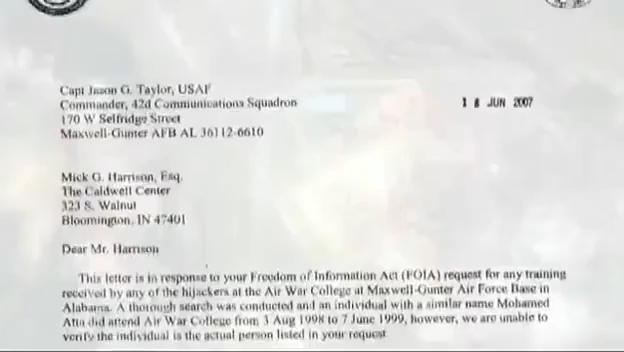 Capt Jason G. Taylor, USAF
Commander, 42d Communications Squadron
170 W Selfridge Street
Maxwell-Gunter AFB AL 36112-6610
1 8 JUN 2007
Mick G. Harrison, Esq.
The Caldwell Center
323 S. Walnut
Bloomington, IN 47401
Dear Mr. Harrison
This letter is in response to your Freedom of Information Act (FOIA) request for any training
received by any of the hijackers at the Air War College at Maxwell-Gunter Air Force Base in
Alabama. A thorough search was conducted and an individual with a similar name Mohamed
Atta did attend Air War College from 3 Aug 1998 to 7 June 1999, however, we are unable to
verify the individual is the actual person listed in your request